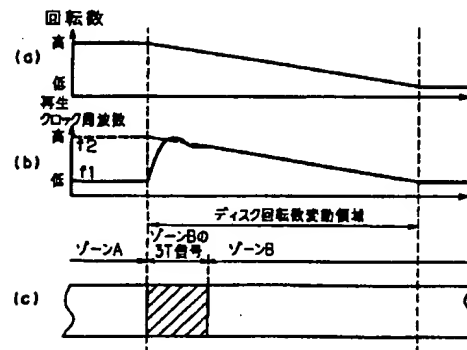 回転数
(a)
高
低
再生
クロック周波数
(b)
高
f2
低
f1
ディスク回転数変動領域
ゾーンA
ゾーンBの
3T信号
ゾーンB
(c)